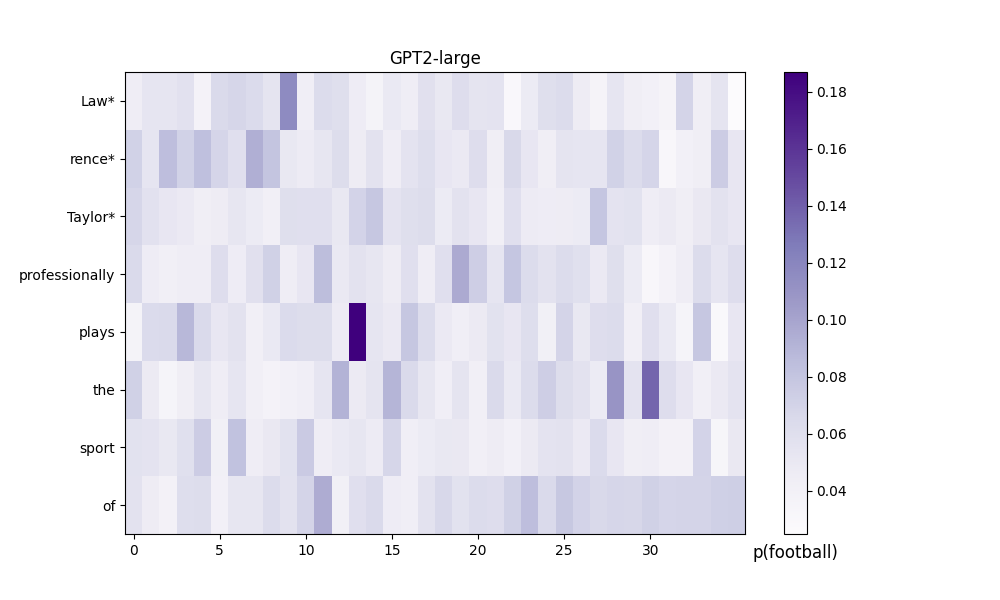 GPT2-large
Law*
rence*
Taylor*
professionally
plays
the
sport
of
0 5 10 15 20 25 30
0.18
0.16
0.14
0.12
0.10
0.08
0.06
0.04
p(football)